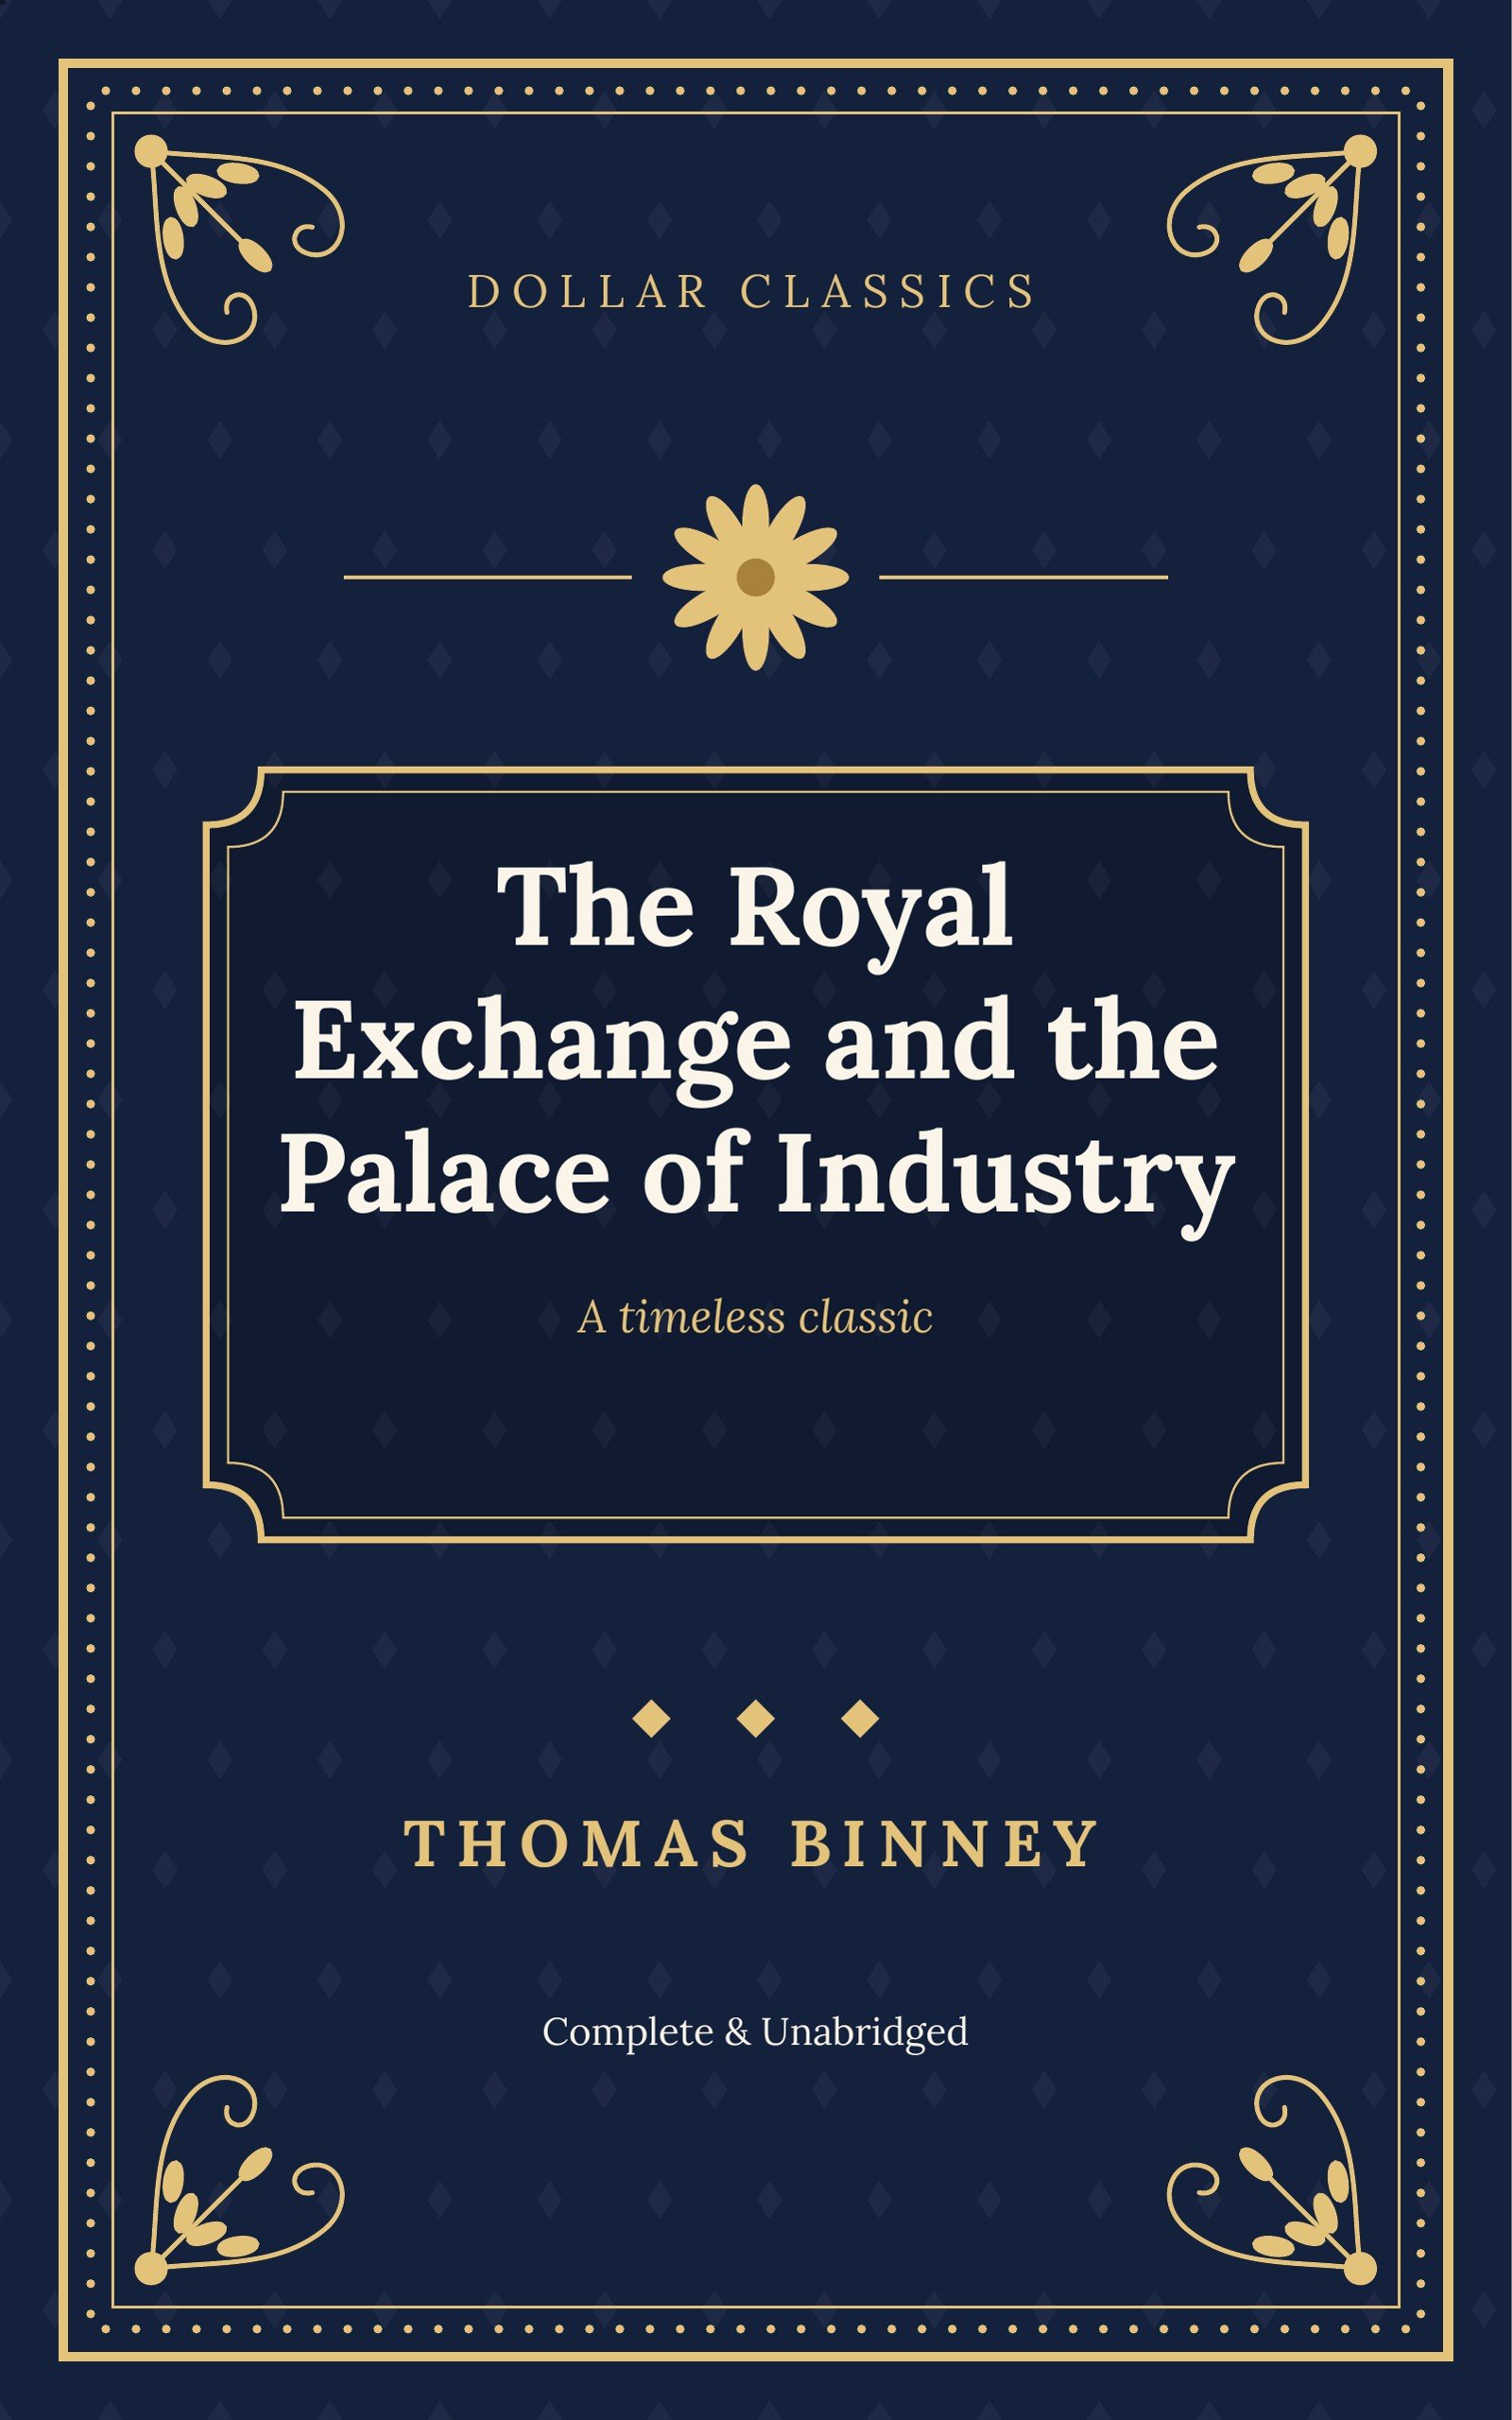 DOLLAR CLASSICS
The Royal
Exchange and the
Palace of Industry
A timeless classic
THOMAS BINNEY
Complete & Unabridged